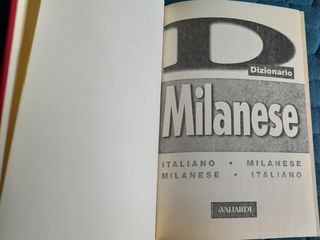 D
Dizionario
Milanese
ITALIANO • MILANESE
MILANESE • ITALIANO
A.VALLARDI